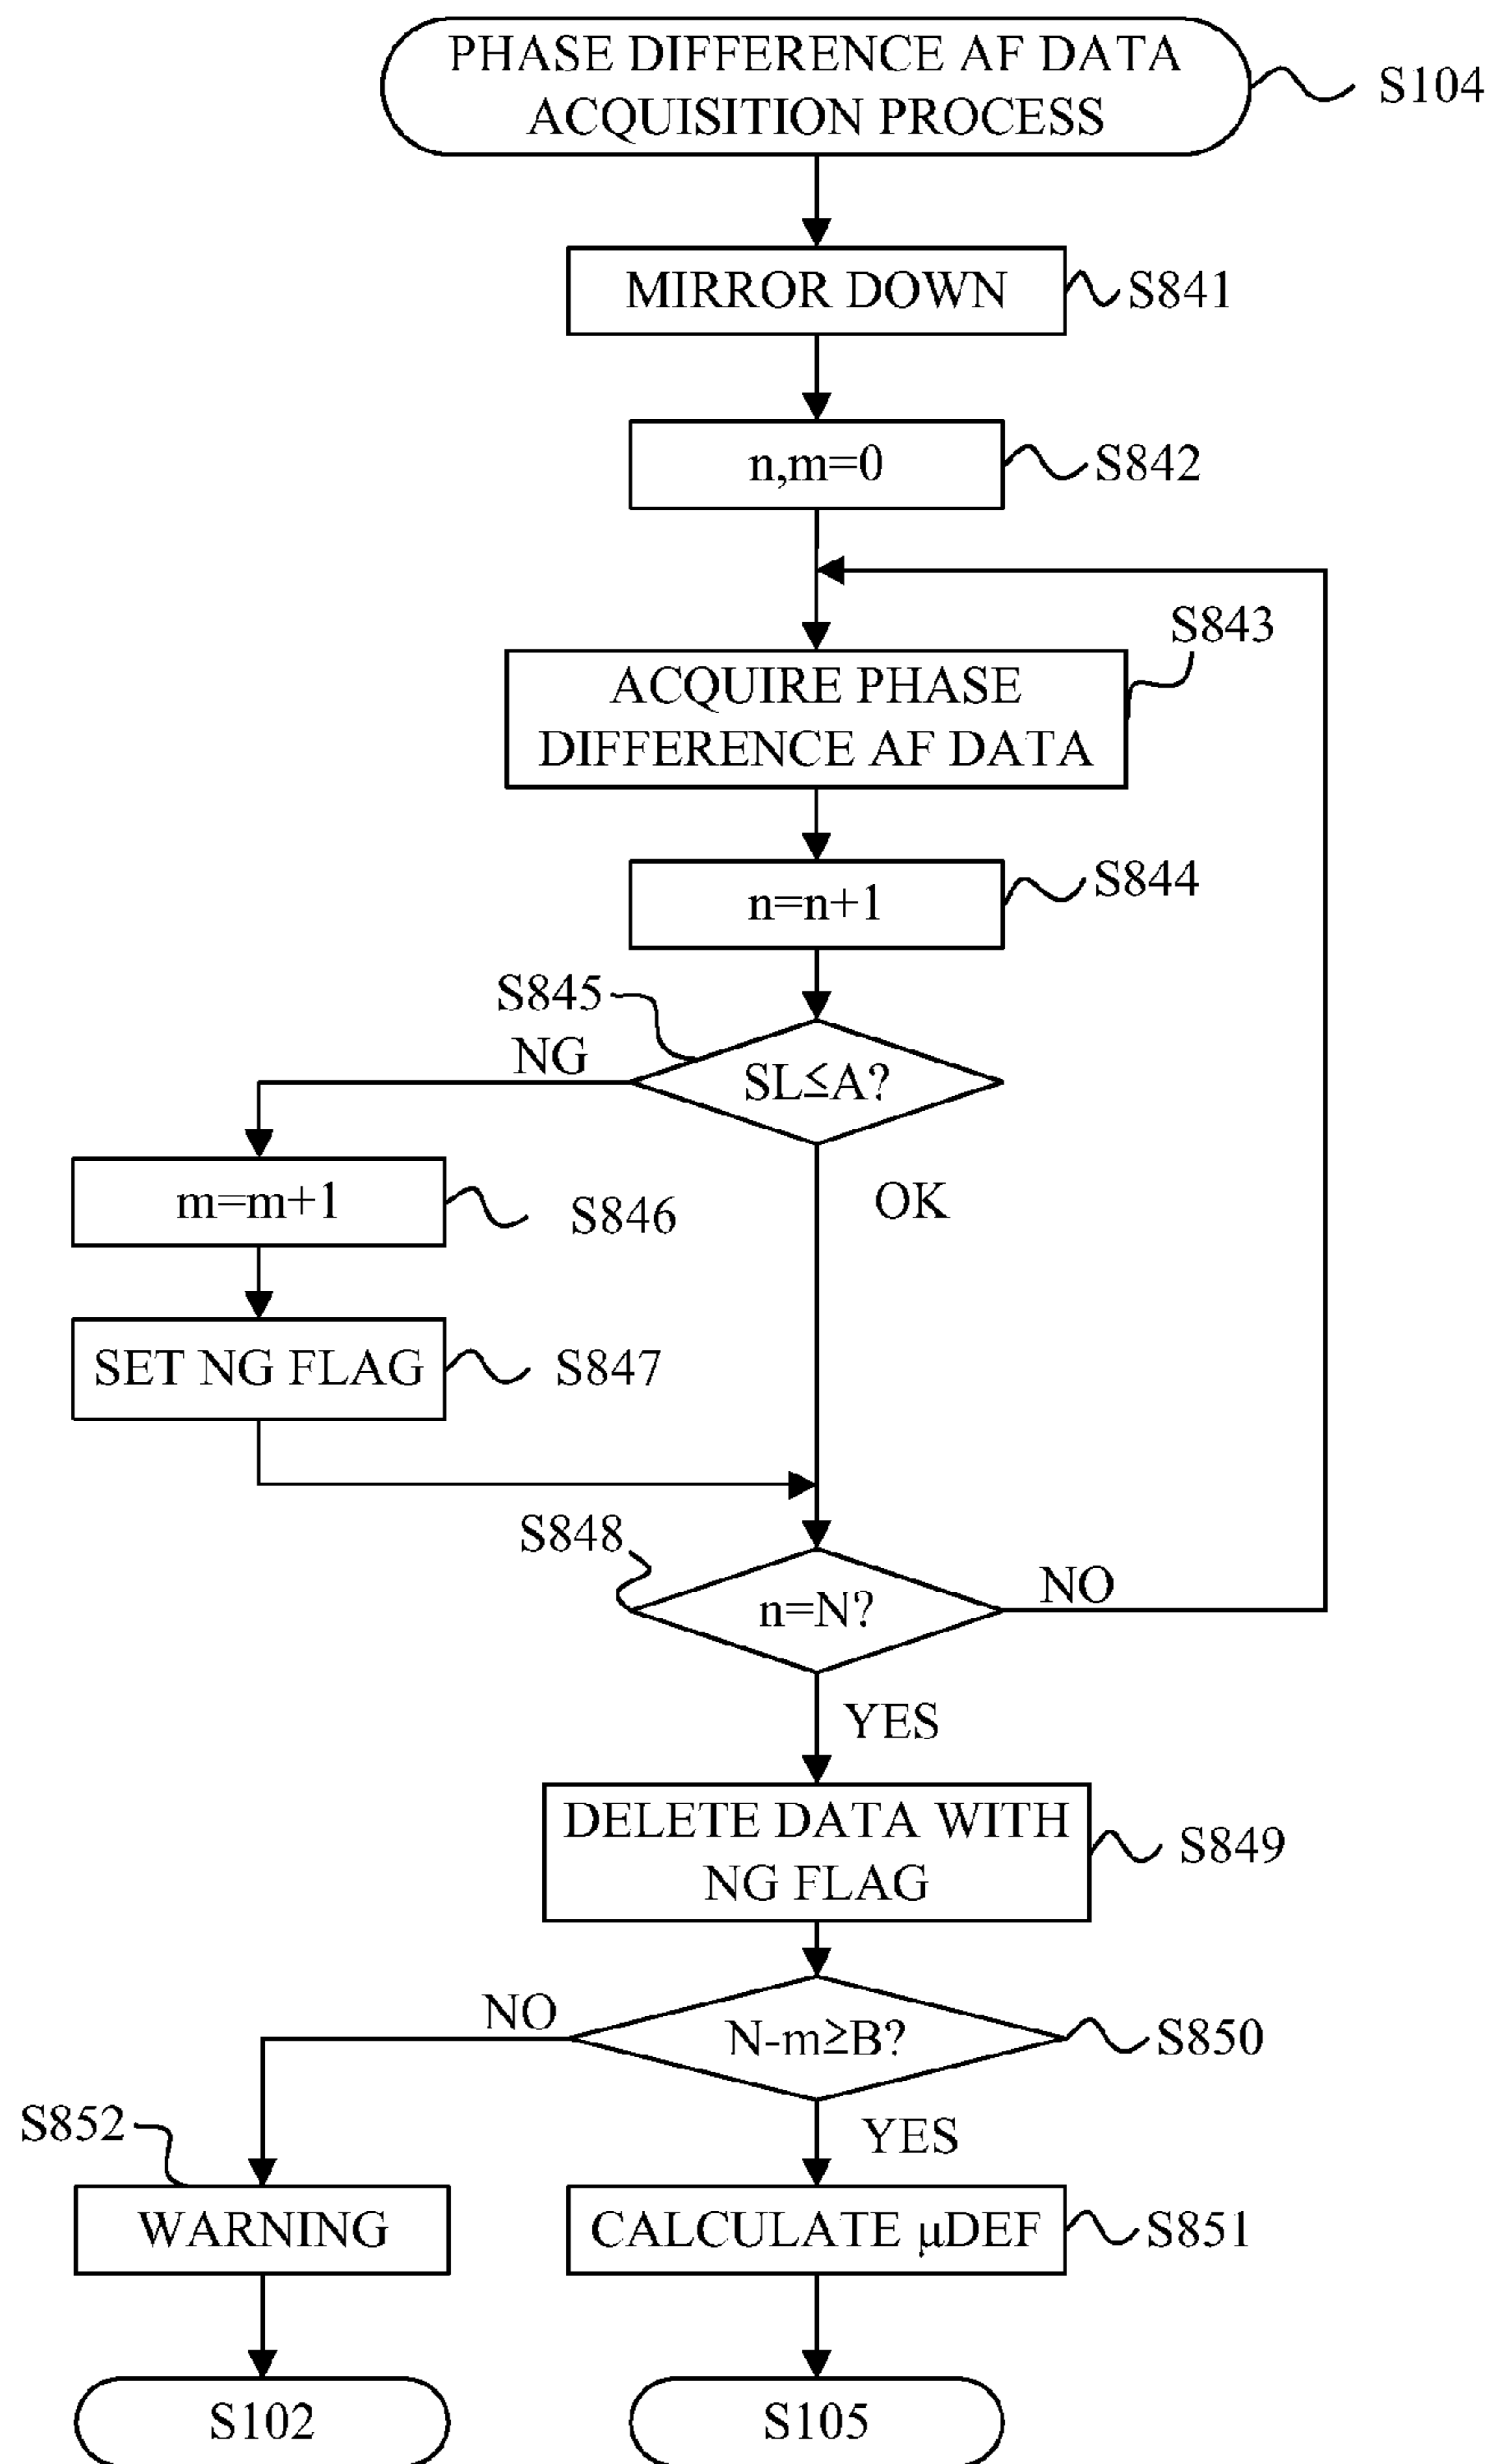 PHASE DIFFERENCE AF DATA
ACQUISITION PROCESS
S104
MIRROR DOWN
S841
n,m=0
S842
S843
ACQUIRE PHASE
DIFFERENCE AF DATA
n=n+1
S844
S845
NG
SL≤A?
OK
m=m+1
S846
SET NG FLAG
S847
S848
n=N?
NO
YES
DELETE DATA WITH
NG FLAG
S849
NO
N-m≥B?
S850
YES
S852
WARNING
CALCULATE μDEF
S851
S102
S105